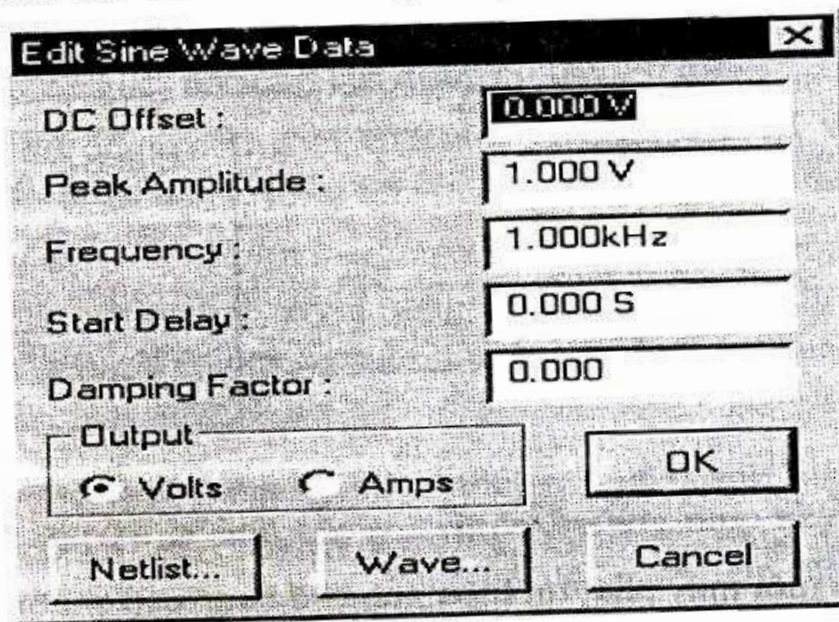 Edit Sine Wave Data
DC Offset : 0.000 V
Peak Amplitude : 1.000 V
Frequency : 1.000kHz
Start Delay : 0.000 S
Damping Factor : 0.000
Output
Volts Amps
OK
Netlist... Wave... Cancel